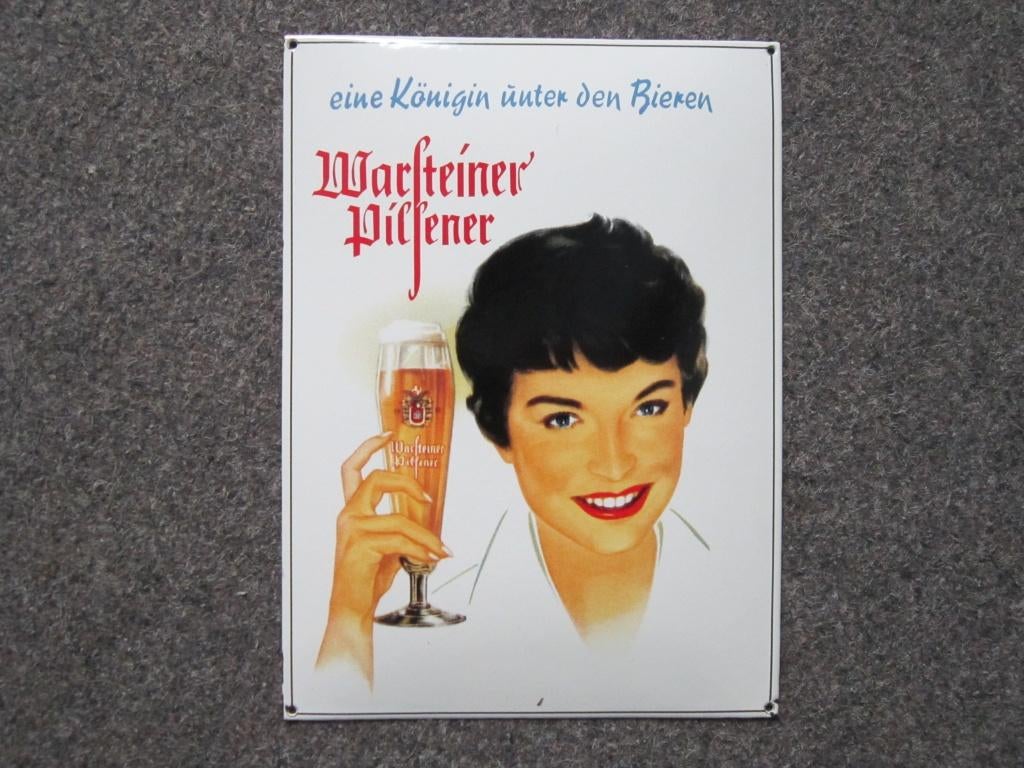 eine Königin unter den Bieren
Warſteiner
Pilſener
Warſteiner
Pilſener